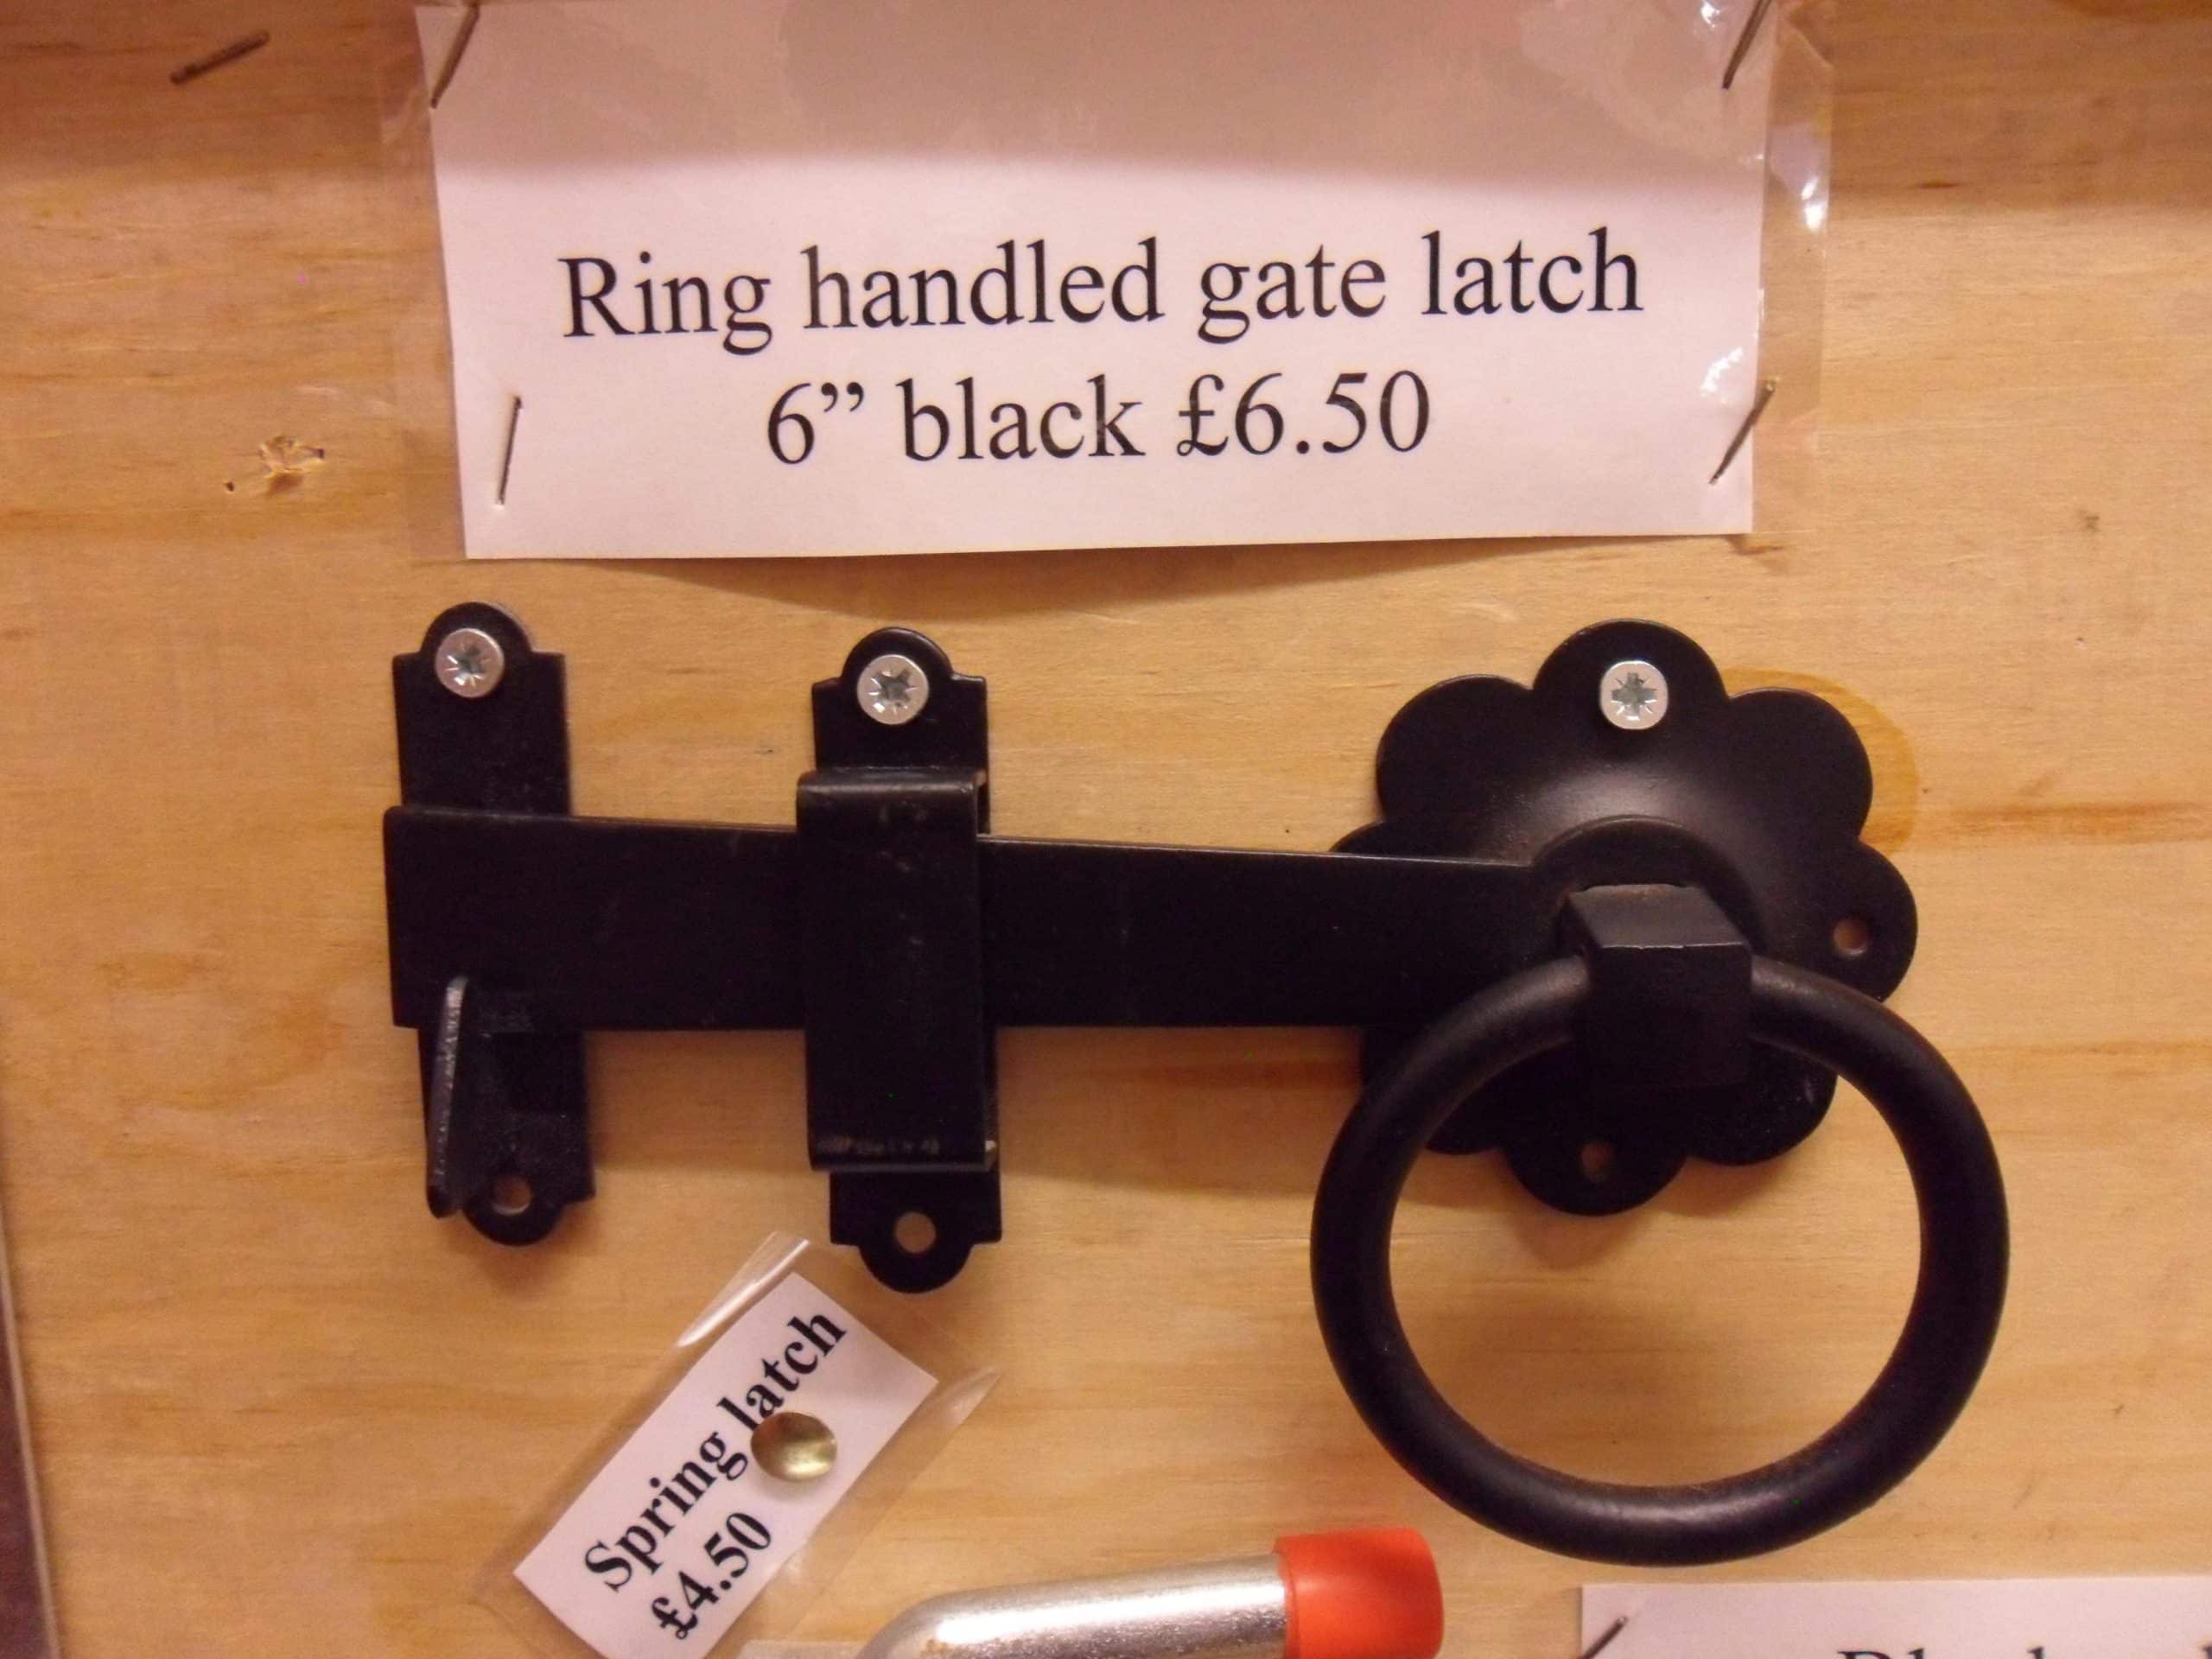 Ring handled gate latch
6” black £6.50
Spring latch
£4.50